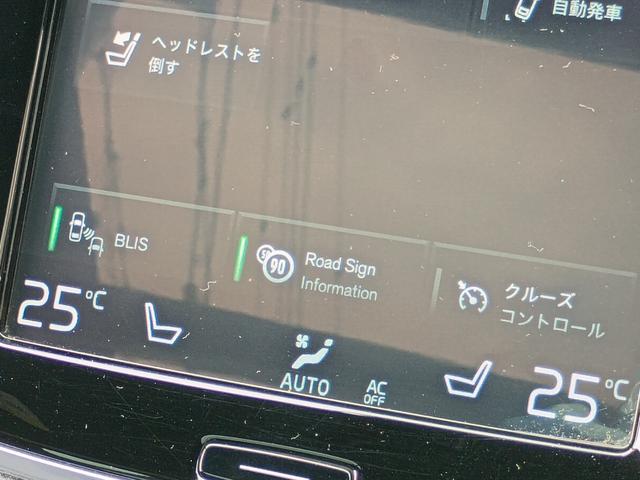 自動発車
ヘッドレストを
倒す
BLIS
50
90
Road Sign
Information
クルーズ
コントロール
25°C
AUTO
AC
OFF
25°C